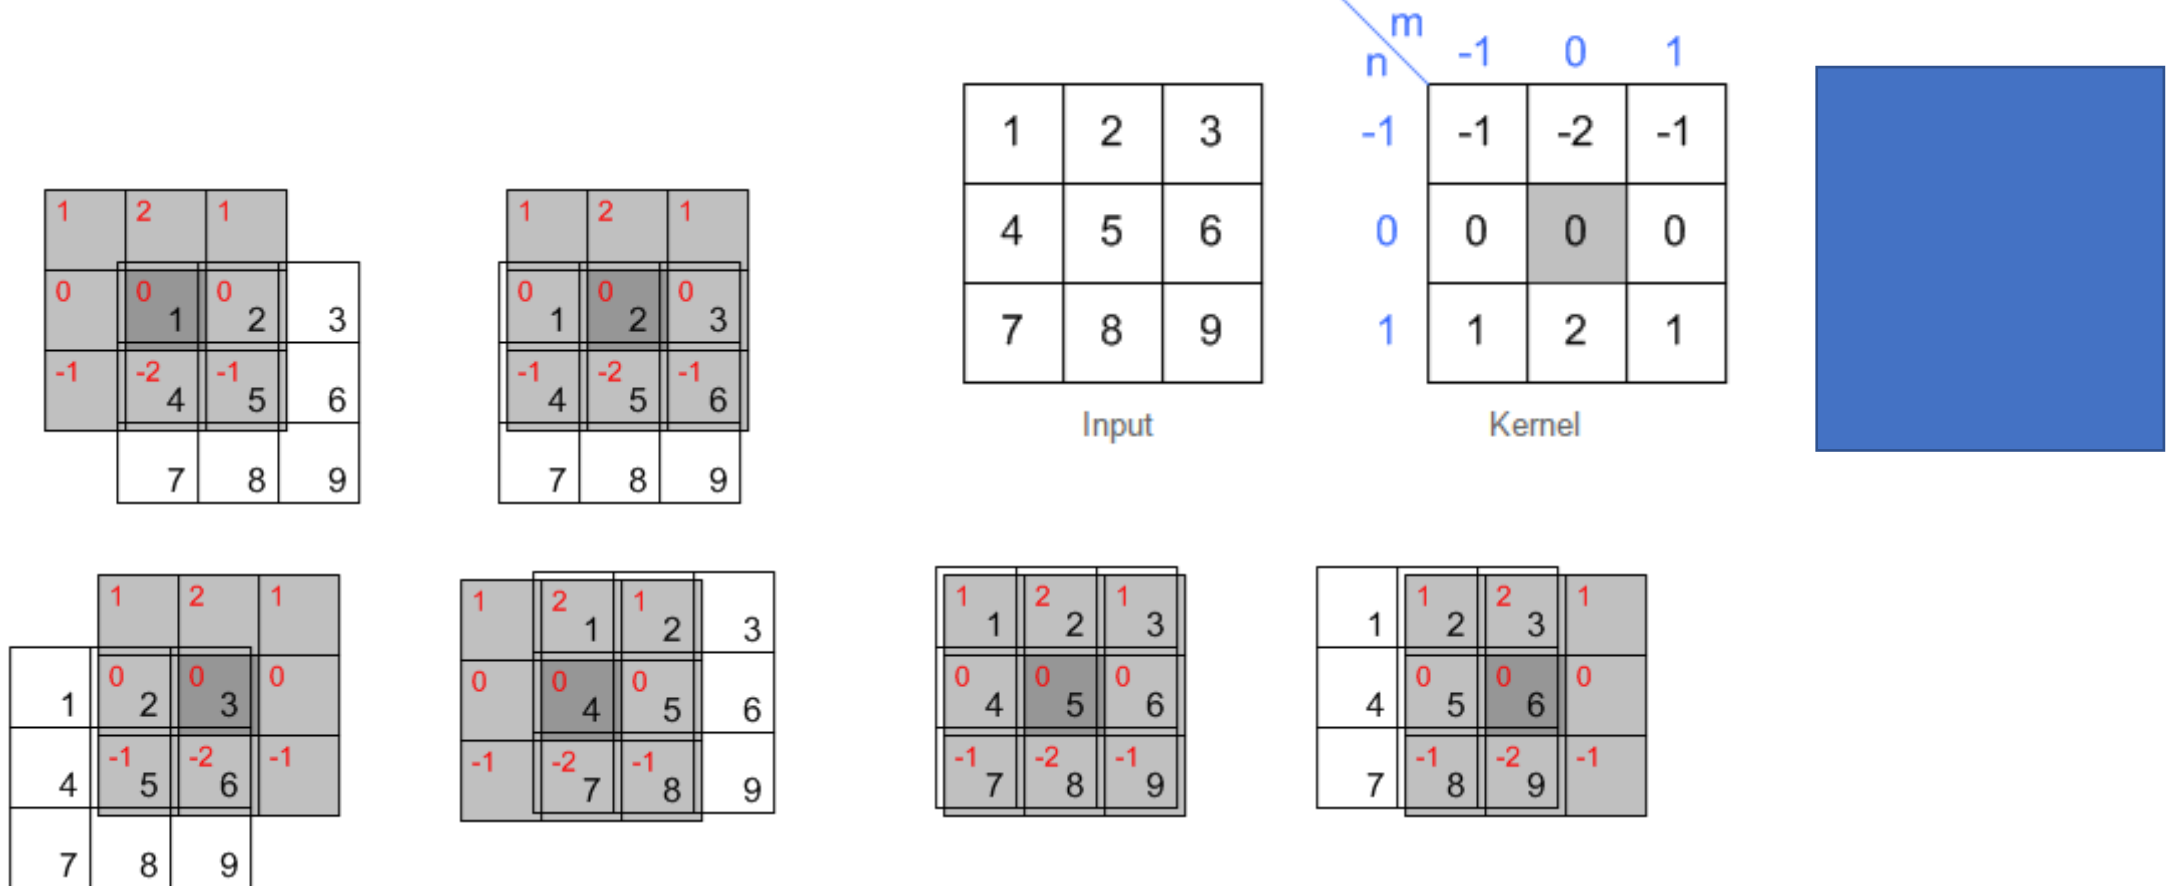 m
n -1 0 1
1 2 3 -1 -1 -2 -1
4 5 6 0 0 0 0
7 8 9 1 1 2 1
Input Kernel
1 2 1 1 2 1
0 0 0 0 0 0
1 2 3 1 2 3
-1 -2 -1 -1 -2 -1
4 5 6 4 5 6
7 8 9 7 8 9
1 2 1 1 2 1 1 2 1 1 2 1
1 2 3 1 2 3 1 2 3
0 0 0 0 0 0 0 0 0 0 0 0
1 2 3 4 5 6 4 5 6 4 5 6
-1 -2 -1 -1 -2 -1 -1 -2 -1 -1 -2 -1
4 5 6 7 8 9 7 8 9 7 8 9
7 8 9